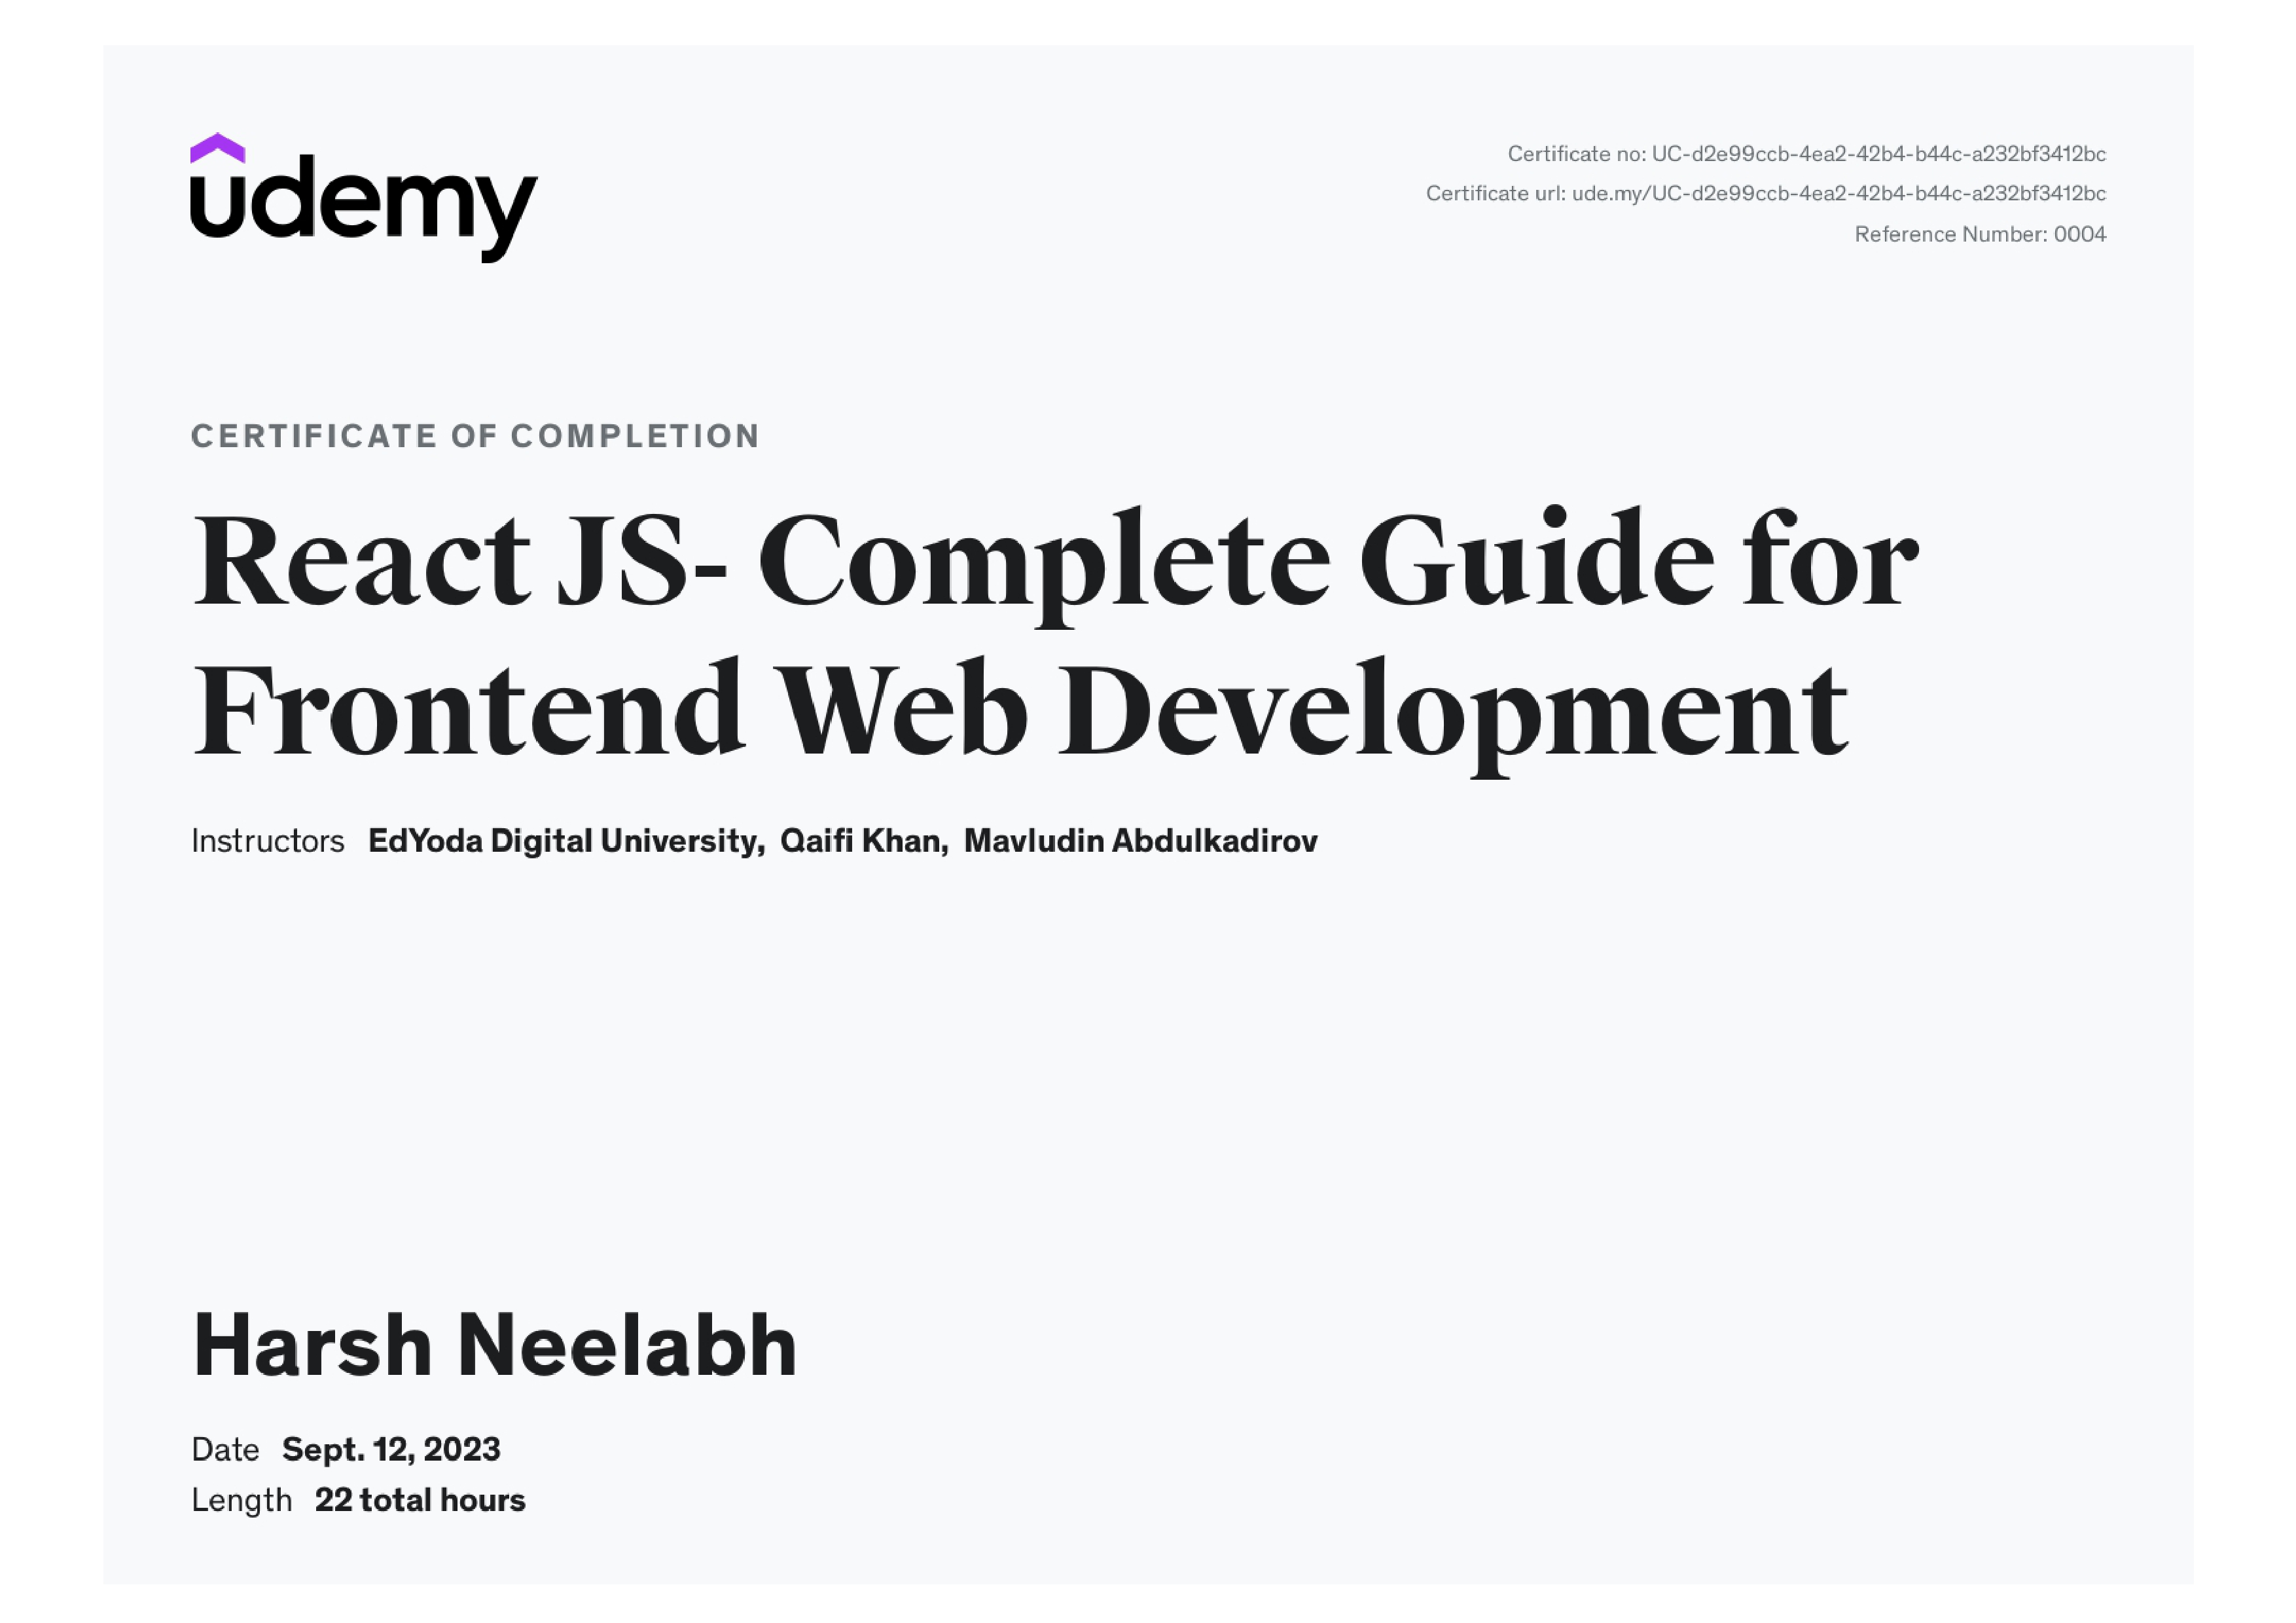 udemy
Certificate no: UC-d2e99ccb-4ea2-42b4-b44c-a232bf3412bc
Certificate url: ude.my/UC-d2e99ccb-4ea2-42b4-b44c-a232bf3412bc
Reference Number: 0004
CERTIFICATE OF COMPLETION
React JS- Complete Guide for
Frontend Web Development
Instructors EdYoda Digital University, Qaifi Khan, Mavludin Abdulkadirov
Harsh Neelabh
Date Sept. 12, 2023
Length 22 total hours